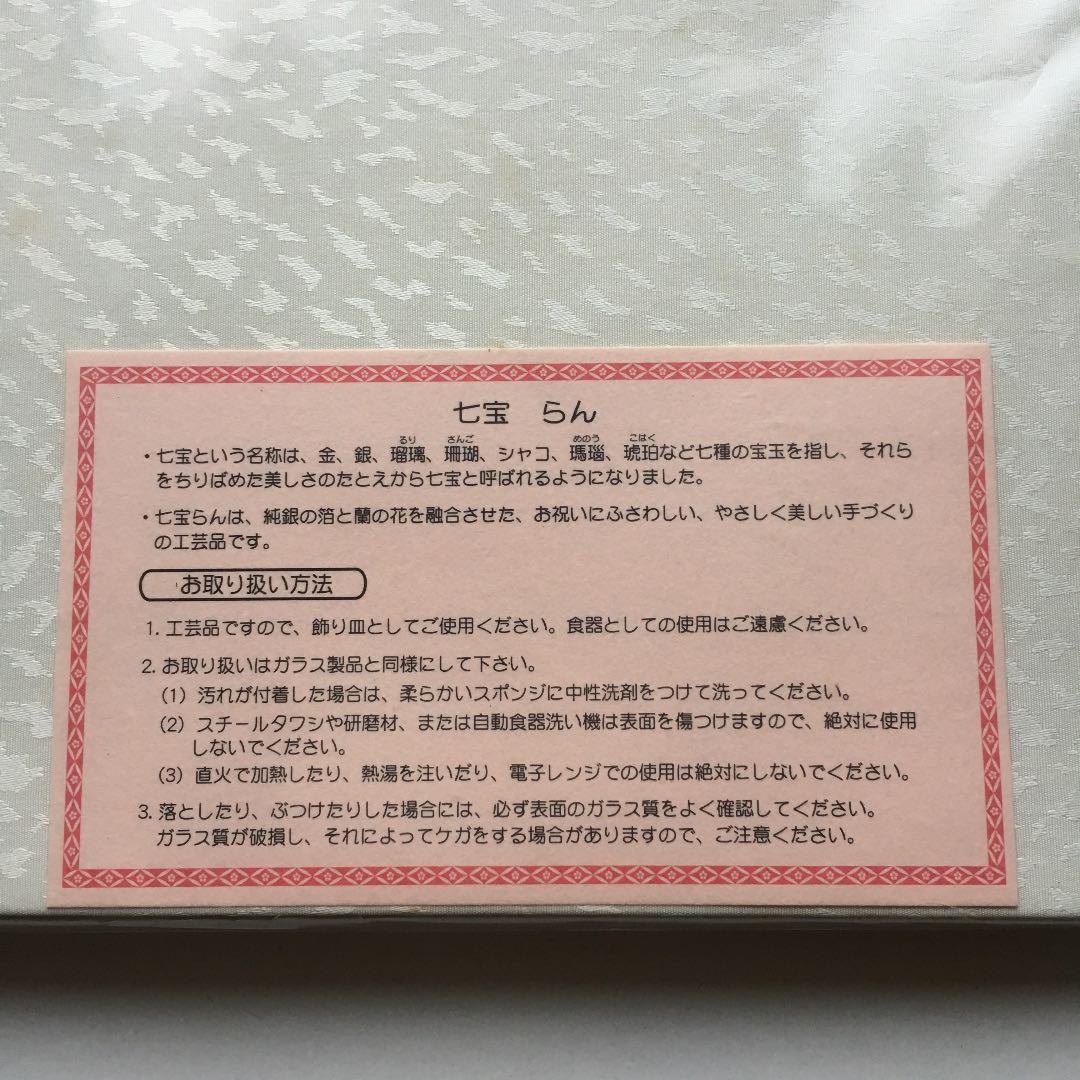 七宝 らん
・七宝という名称は、金、銀、瑠璃、珊瑚、シャコ、瑪瑙、琥珀など七種の宝玉を指し、それら
るり さんご めのう こはく
をちりばめた美しさのたとえから七宝と呼ばれるようになりました。
・七宝らんは、純銀の箔と蘭の花を融合させた、お祝いにふさわしい、やさしく美しい手づくり
の工芸品です。
お取り扱い方法
1. 工芸品ですので、飾り皿としてご使用ください。食器としての使用はご遠慮ください。
2. お取り扱いはガラス製品と同様にして下さい。
(1) 汚れが付着した場合は、柔らかいスポンジに中性洗剤をつけて洗ってください。
(2) スチールタワシや研磨材、または自動食器洗い機は表面を傷つけますので、絶対に使用
しないでください。
(3) 直火で加熱したり、熱湯を注いだり、電子レンジでの使用は絶対にしないでください。
3. 落としたり、ぶつけたりした場合には、必ず表面のガラス質をよく確認してください。
ガラス質が破損し、それによってケガをする場合がありますので、ご注意ください。